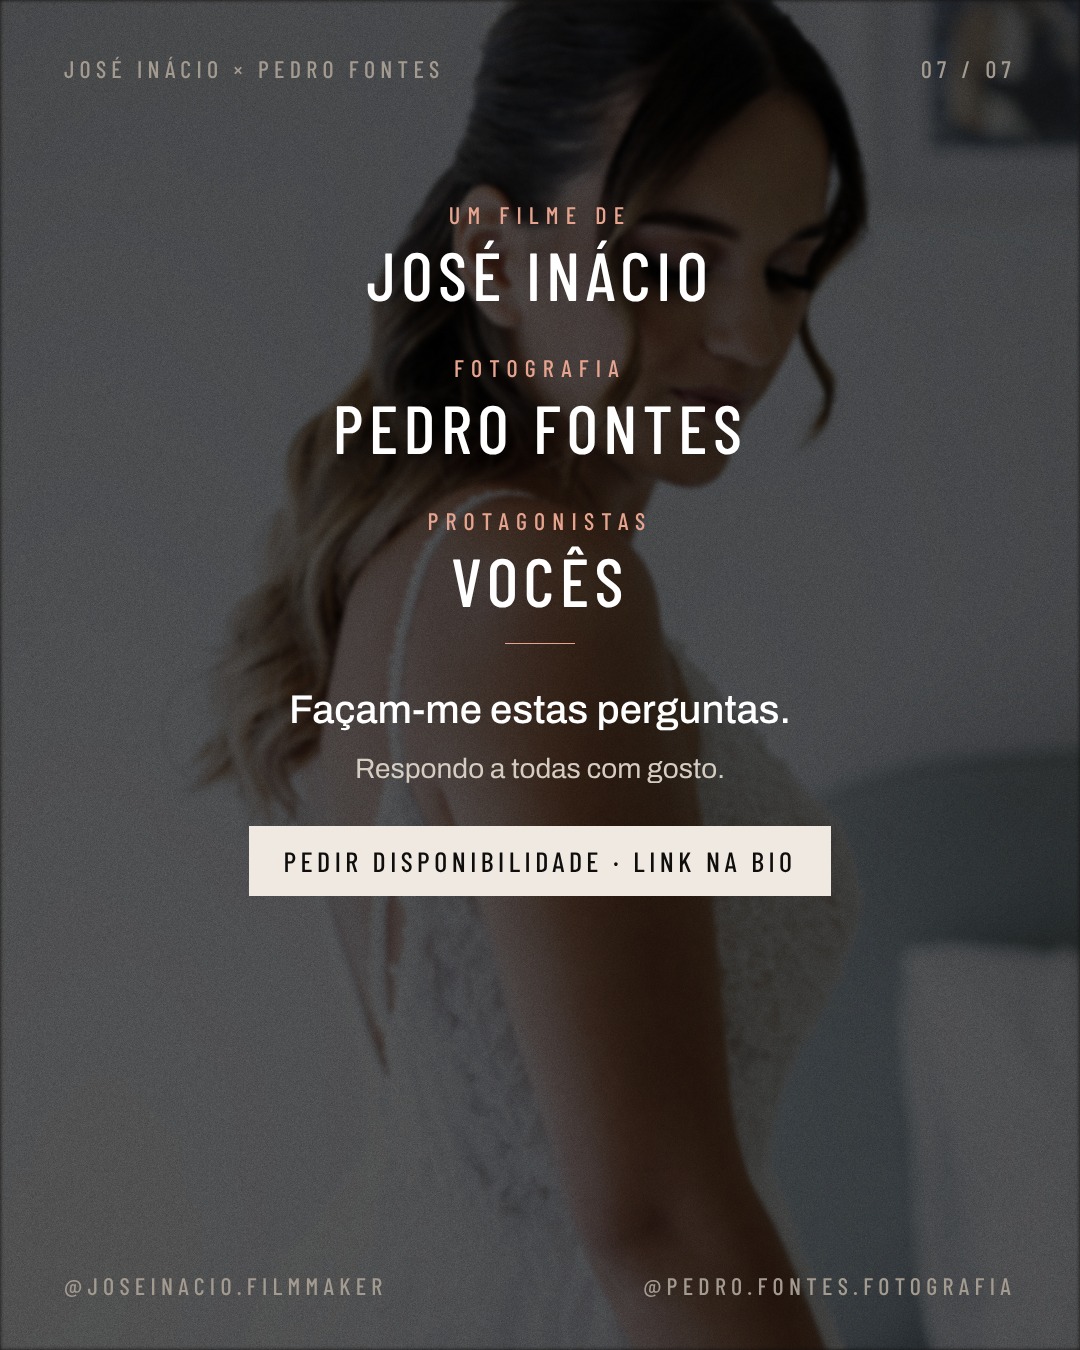 JOSÉ INÁCIO × PEDRO FONTES
07 / 07
UM FILME DE
JOSÉ INÁCIO
FOTOGRAFIA
PEDRO FONTES
PROTAGONISTAS
VOCÊS
Façam-me estas perguntas.
Respondo a todas com gosto.
PEDIR DISPONIBILIDADE · LINK NA BIO
@JOSEINACIO.FILMMAKER
@PEDRO.FONTES.FOTOGRAFIA